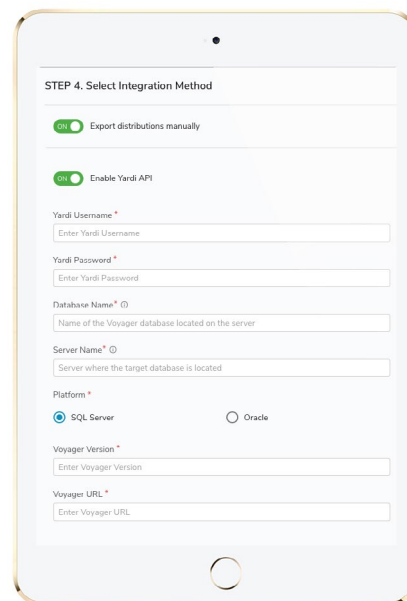 STEP 4. Select Integration Method
ON Export distributions manually
ON Enable Yardi API
Yardi Username *
Enter Yardi Username
Yardi Password *
Enter Yardi Password
Database Name *
Name of the Voyager database located on the server
Server Name *
Server where the target database is located
Platform *
SQL Server Oracle
Voyager Version *
Enter Voyager Version
Voyager URL *
Enter Voyager URL